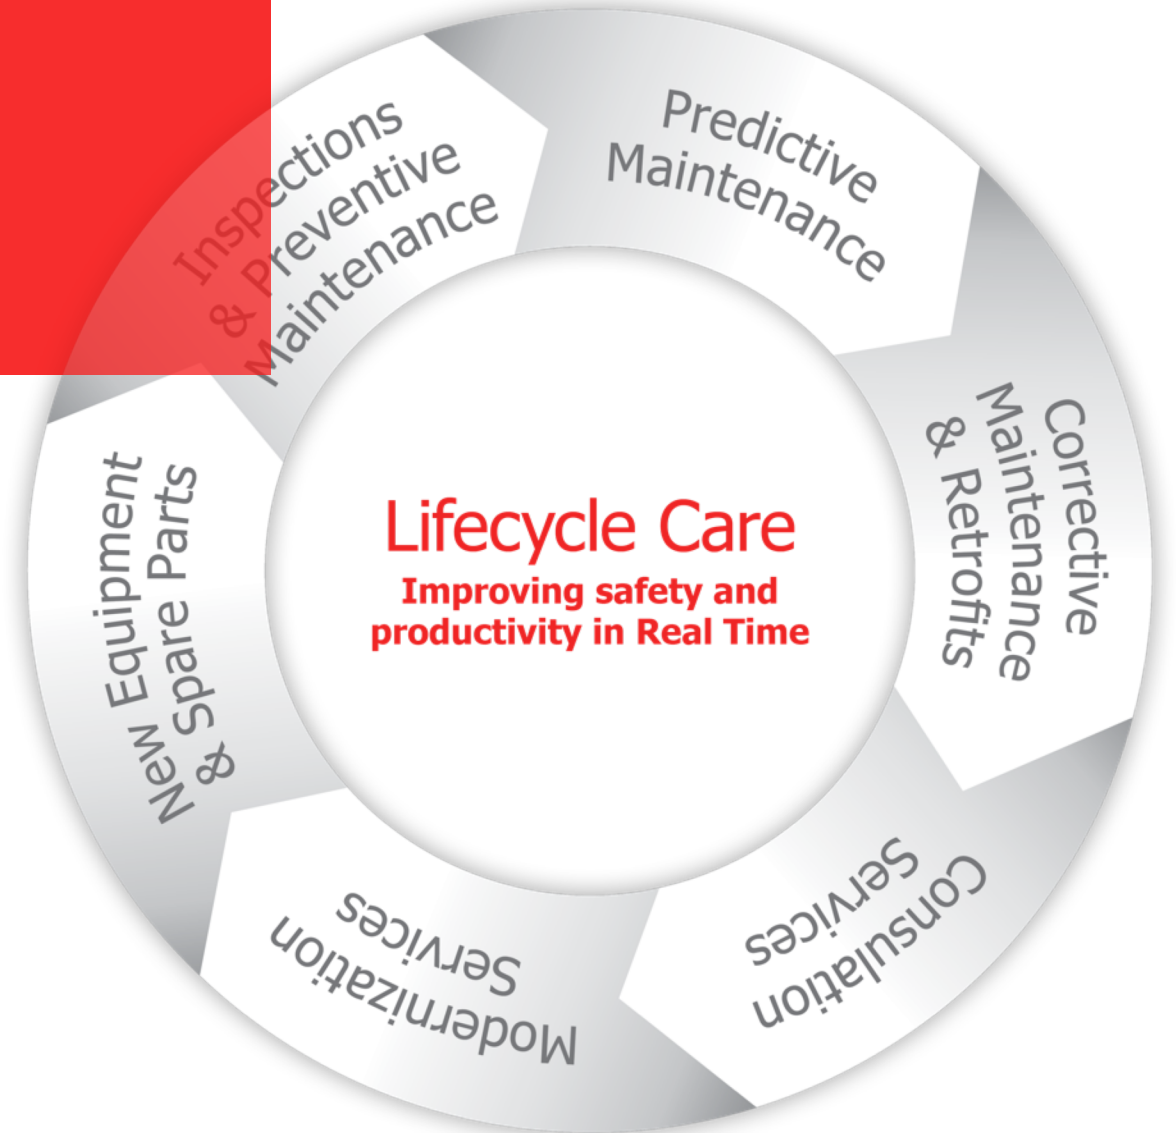 Inspections
& Preventive
Maintenance
Predictive
Maintenance
Corrective
Maintenance
& Retrofits
Consulation
Services
Modernization
Services
New Equipment
& Spare Parts
Lifecycle Care
Improving safety and
productivity in Real Time